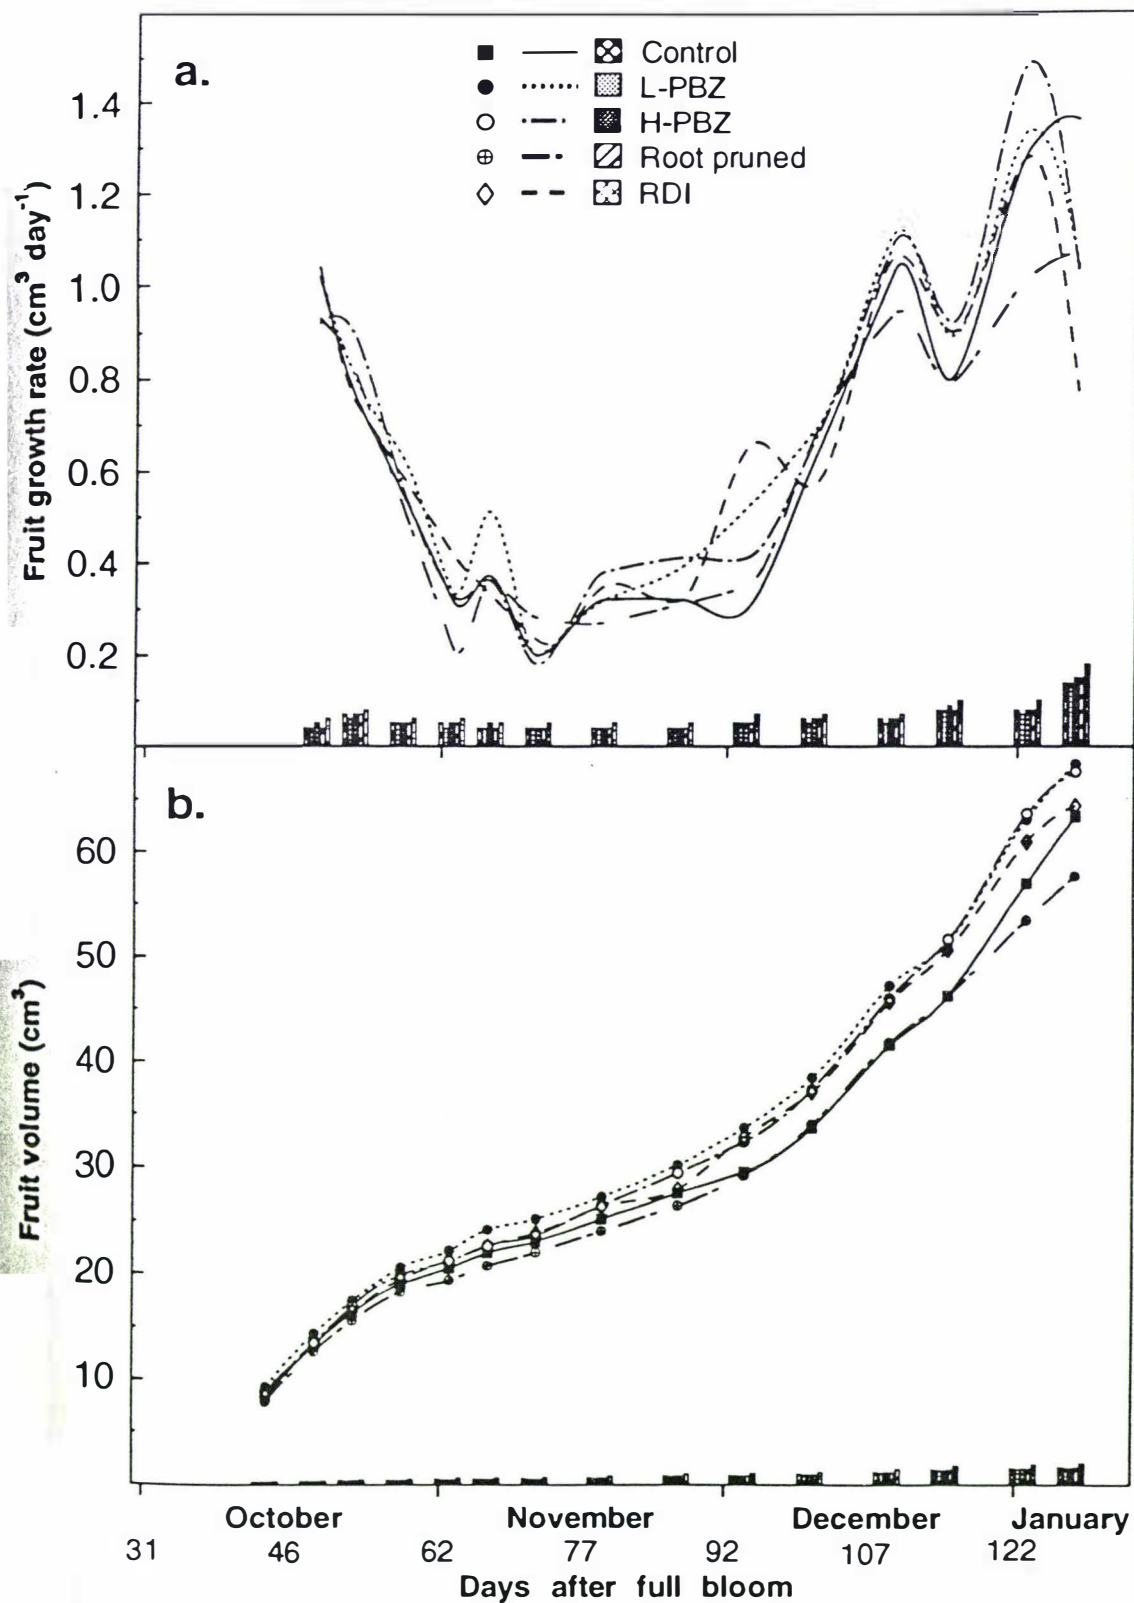 a.
Control
L-PBZ
H-PBZ
Root pruned
RDI
Fruit growth rate (cm³ day⁻¹)
1.4
1.2
1.0
0.8
0.6
0.4
0.2
b.
Fruit volume (cm³)
60
50
40
30
20
10
October November December January
31 46 62 77 92 107 122
Days after full bloom